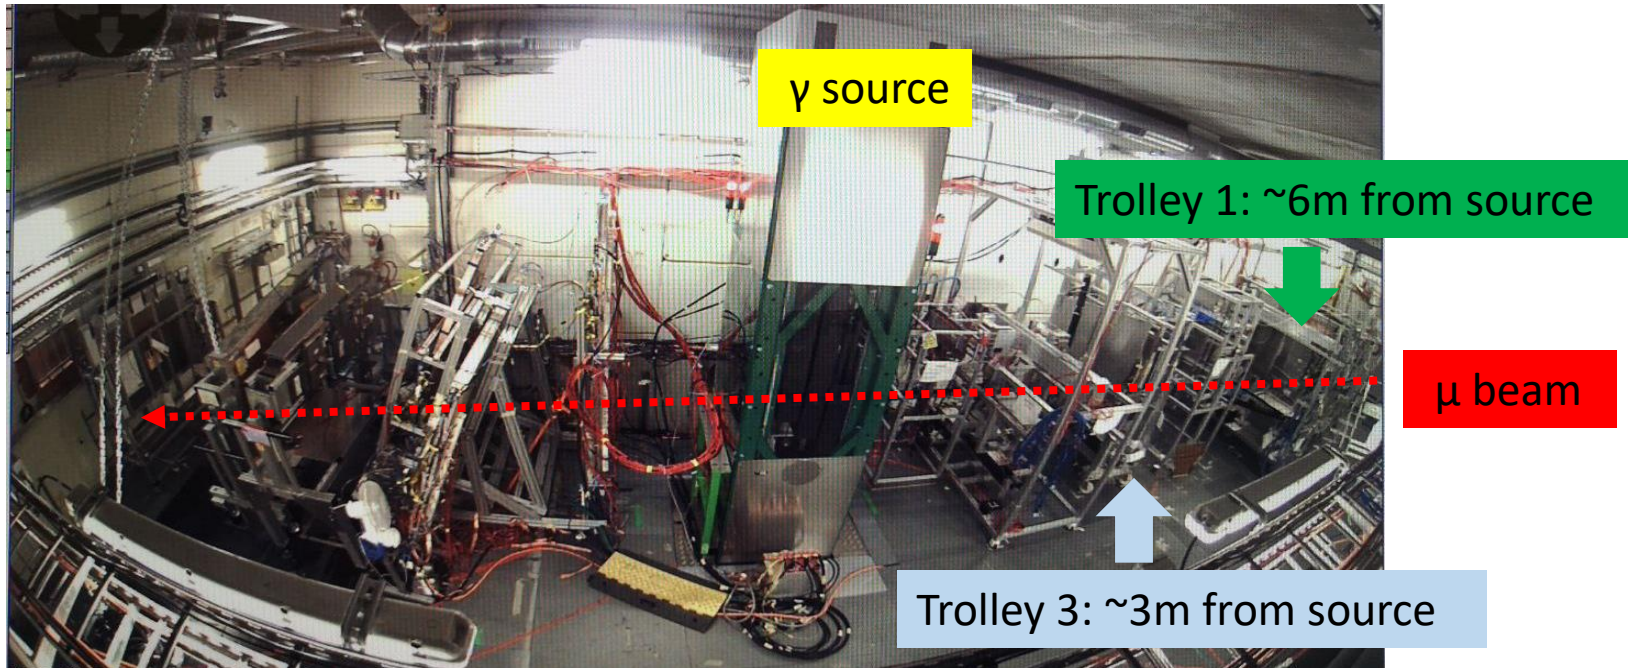 γ source
Trolley 1: ~6m from source
μ beam
Trolley 3: ~3m from source